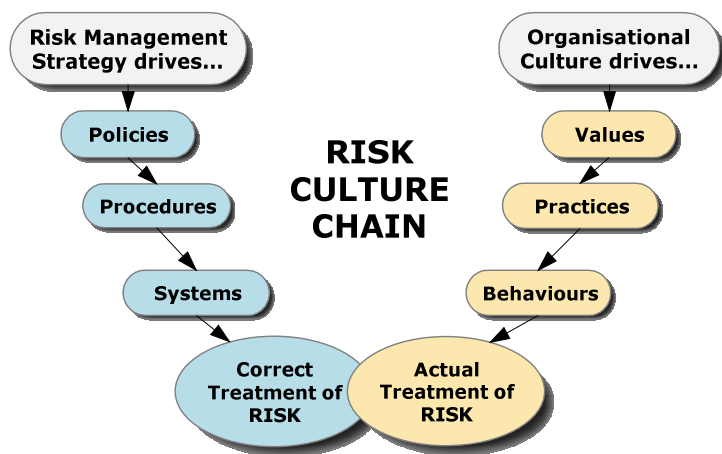 Risk Management
Strategy drives...
Organisational
Culture drives...
Policies
Values
RISK
CULTURE
CHAIN
Procedures
Practices
Systems
Behaviours
Correct
Treatment of
RISK
Actual
Treatment of
RISK